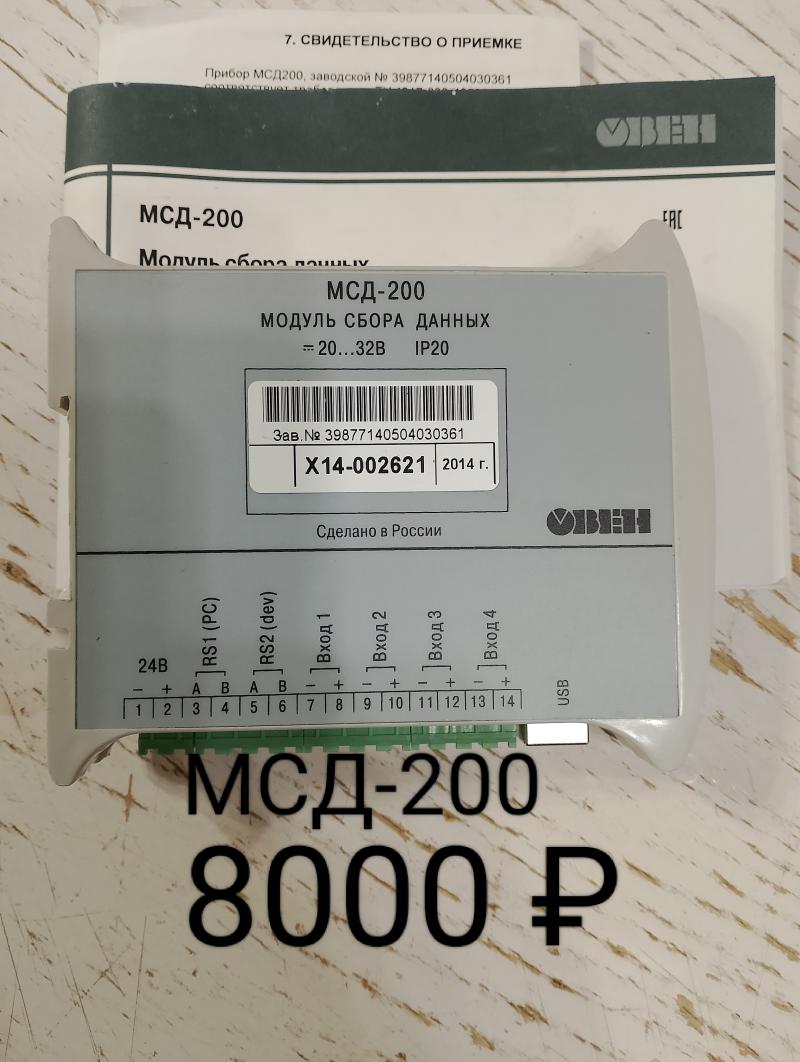 7. СВИДЕТЕЛЬСТВО О ПРИЕМКЕ
Прибор МСД200, заводской № 39877140504030361
соответствует
ОВЕН
МСД-200
EAC
Модуль сбора данных
МСД-200
МОДУЛЬ СБОРА ДАННЫХ
⎓ 20...32В IP20
Зав.№ 39877140504030361
X14-002621 2014 г.
Сделано в России
ОВЕН
24В RS1 (PC) RS2 (dev) Вход 1 Вход 2 Вход 3 Вход 4 USB
– + A B A B – + – + – + – +
1 2 3 4 5 6 7 8 9 10 11 12 13 14
МСД-200
8000 ₽